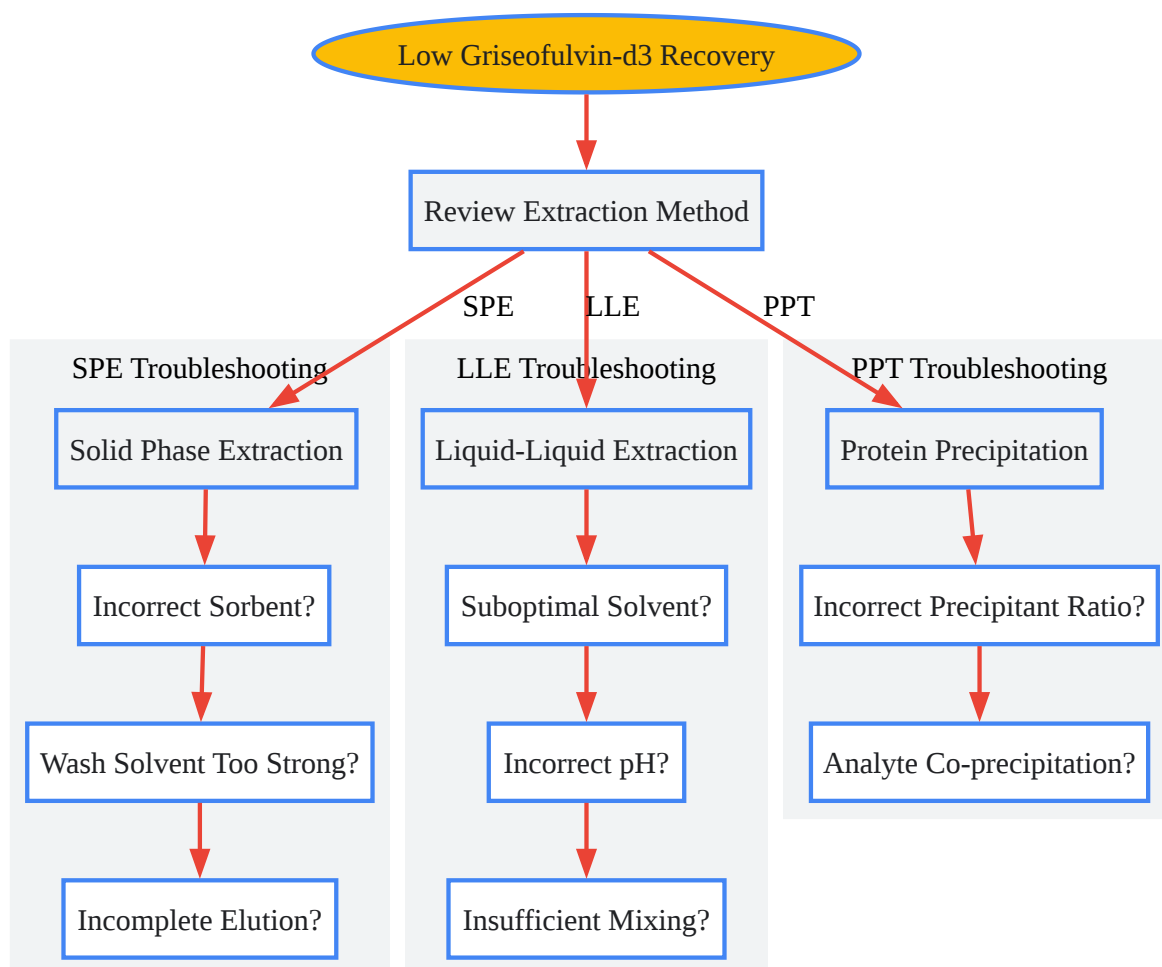 Low Griseofulvin-d3 Recovery
Review Extraction Method
SPE
LLE
PPT
SPE Troubleshooting
LLE Troubleshooting
PPT Troubleshooting
Solid Phase Extraction
Liquid-Liquid Extraction
Protein Precipitation
Incorrect Sorbent?
Suboptimal Solvent?
Incorrect Precipitant Ratio?
Wash Solvent Too Strong?
Incorrect pH?
Analyte Co-precipitation?
Incomplete Elution?
Insufficient Mixing?